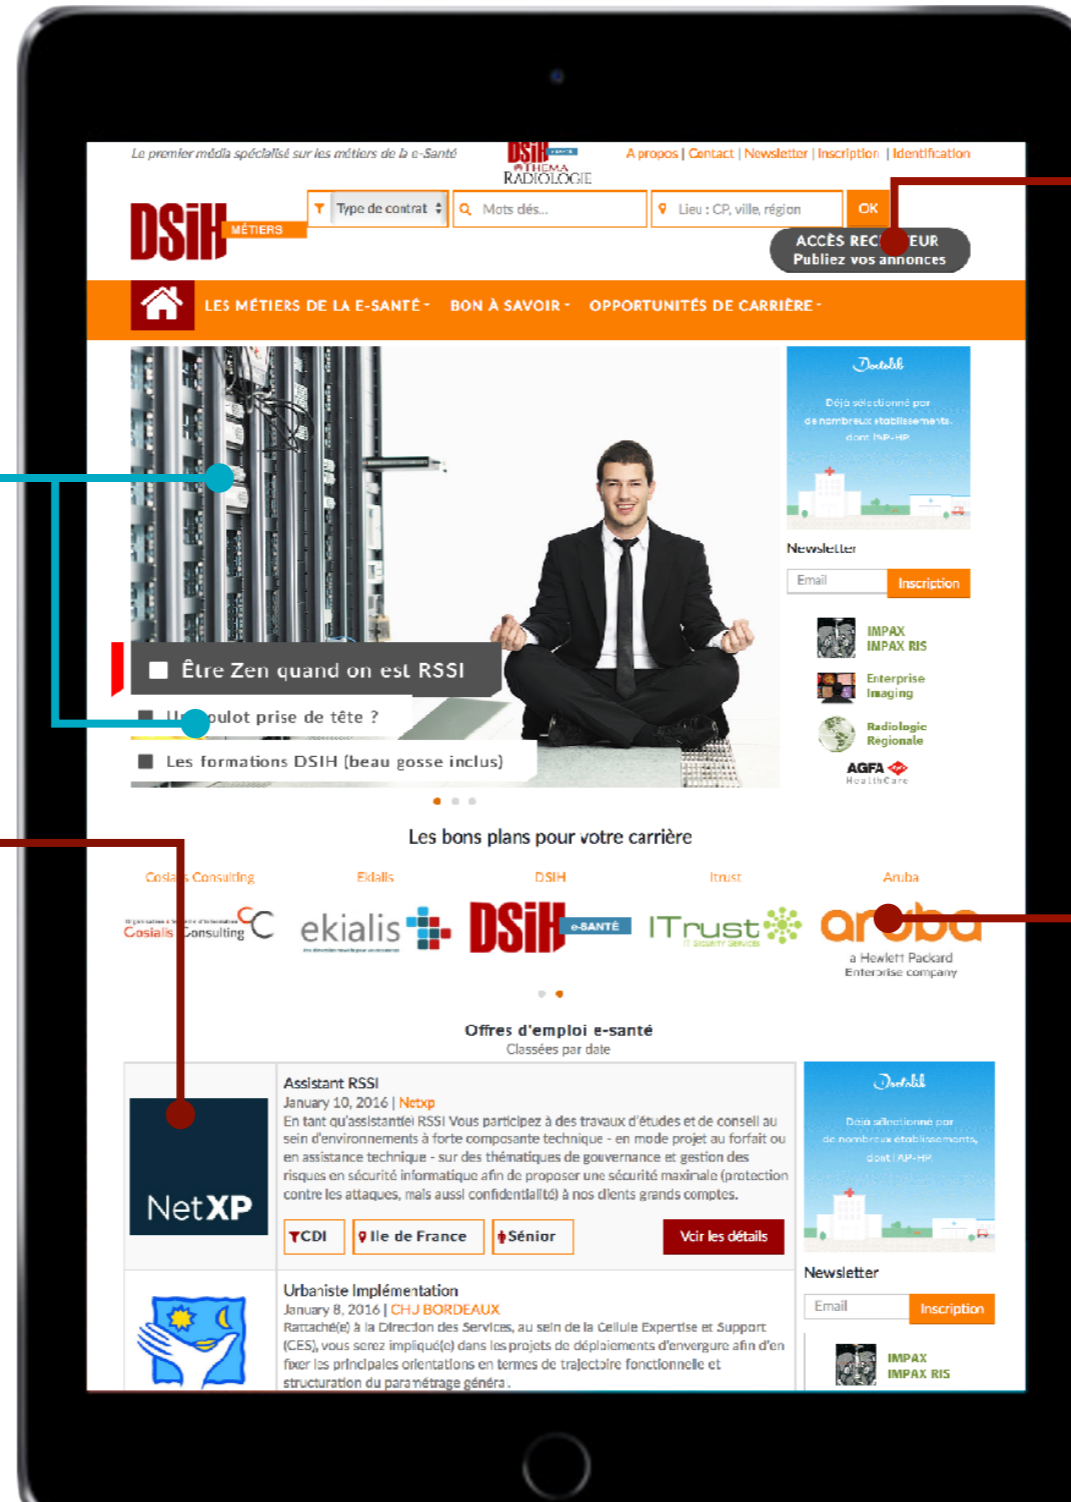 Le premier média spécialisé sur les métiers de la e-Santé
DSiH
THEMA
RADIOLOGIE
A propos | Contact | Newsletter | Inscription | Identification
DSiH MÉTIERS
Type de contrat
Mots clés...
Lieu : CP, ville, région
OK
ACCÈS
Publiez vos annonces
LES MÉTIERS DE LA E-SANTÉ
BON À SAVOIR
OPPORTUNITÉS DE CARRIÈRE
Doctolib
Déjà sélectionné par
de nombreux établissements,
dont l'AP-HP.
Newsletter
Email
Inscription
IMPAX
IMPAX RIS
Enterprise
Imaging
Radiologie
Regionale
AGFA
HealthCare
Être Zen quand on est RSSI
prise de tête ?
Les formations DSIH (beau gosse inclus)
Les bons plans pour votre carrière
Cosialis Consulting
Ekialis
DSIH
Itrust
Aruba
Cosialis Consulting
ekialis
DSiH e-SANTÉ
ITrust
IT SECURITY SERVICES
aruba
a Hewlett Packard
Enterprise company
Offres d'emploi e-santé
Classées par date
NetXP
Assistant RSSI
January 10, 2016 | Netxp
En tant qu'assistant(e) RSSI Vous participez à des travaux d'études et de conseil au
sein d'environnements à forte composante technique - en mode projet au forfait ou
en assistance technique - sur des thématiques de gouvernance et gestion des
risques en sécurité informatique afin de proposer une sécurité maximale (protection
contre les attaques, mais aussi confidentialité) à nos clients grands comptes.
CDI
Ile de France
Sénior
Voir les détails
Urbaniste Implémentation
January 8, 2016 | CHU BORDEAUX
Rattaché(e) à la Direction des Services, au sein de la Cellule Expertise et Support
(CES), vous serez impliqué(e) dans les projets de déploiements d'envergure afin d'en
fixer les principales orientations en termes de trajectoire fonctionnelle et
structuration du paramétrage général.
Doctolib
Déjà sélectionné par
de nombreux établissements,
dont l'AP-HP.
Newsletter
Email
Inscription
IMPAX
IMPAX RIS